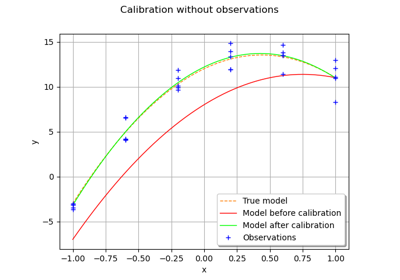 Calibration without observations
15
10
5
0
−5
y
−1.00 −0.75 −0.50 −0.25 0.00 0.25 0.50 0.75 1.00
x
True model
Model before calibration
Model after calibration
Observations